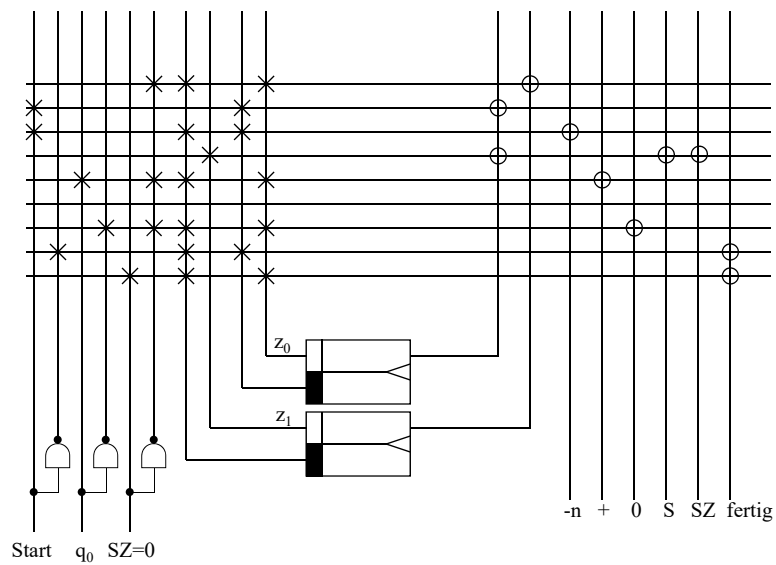 z₀
z₁
-n + 0 S SZ fertig
Start q₀ SZ=0